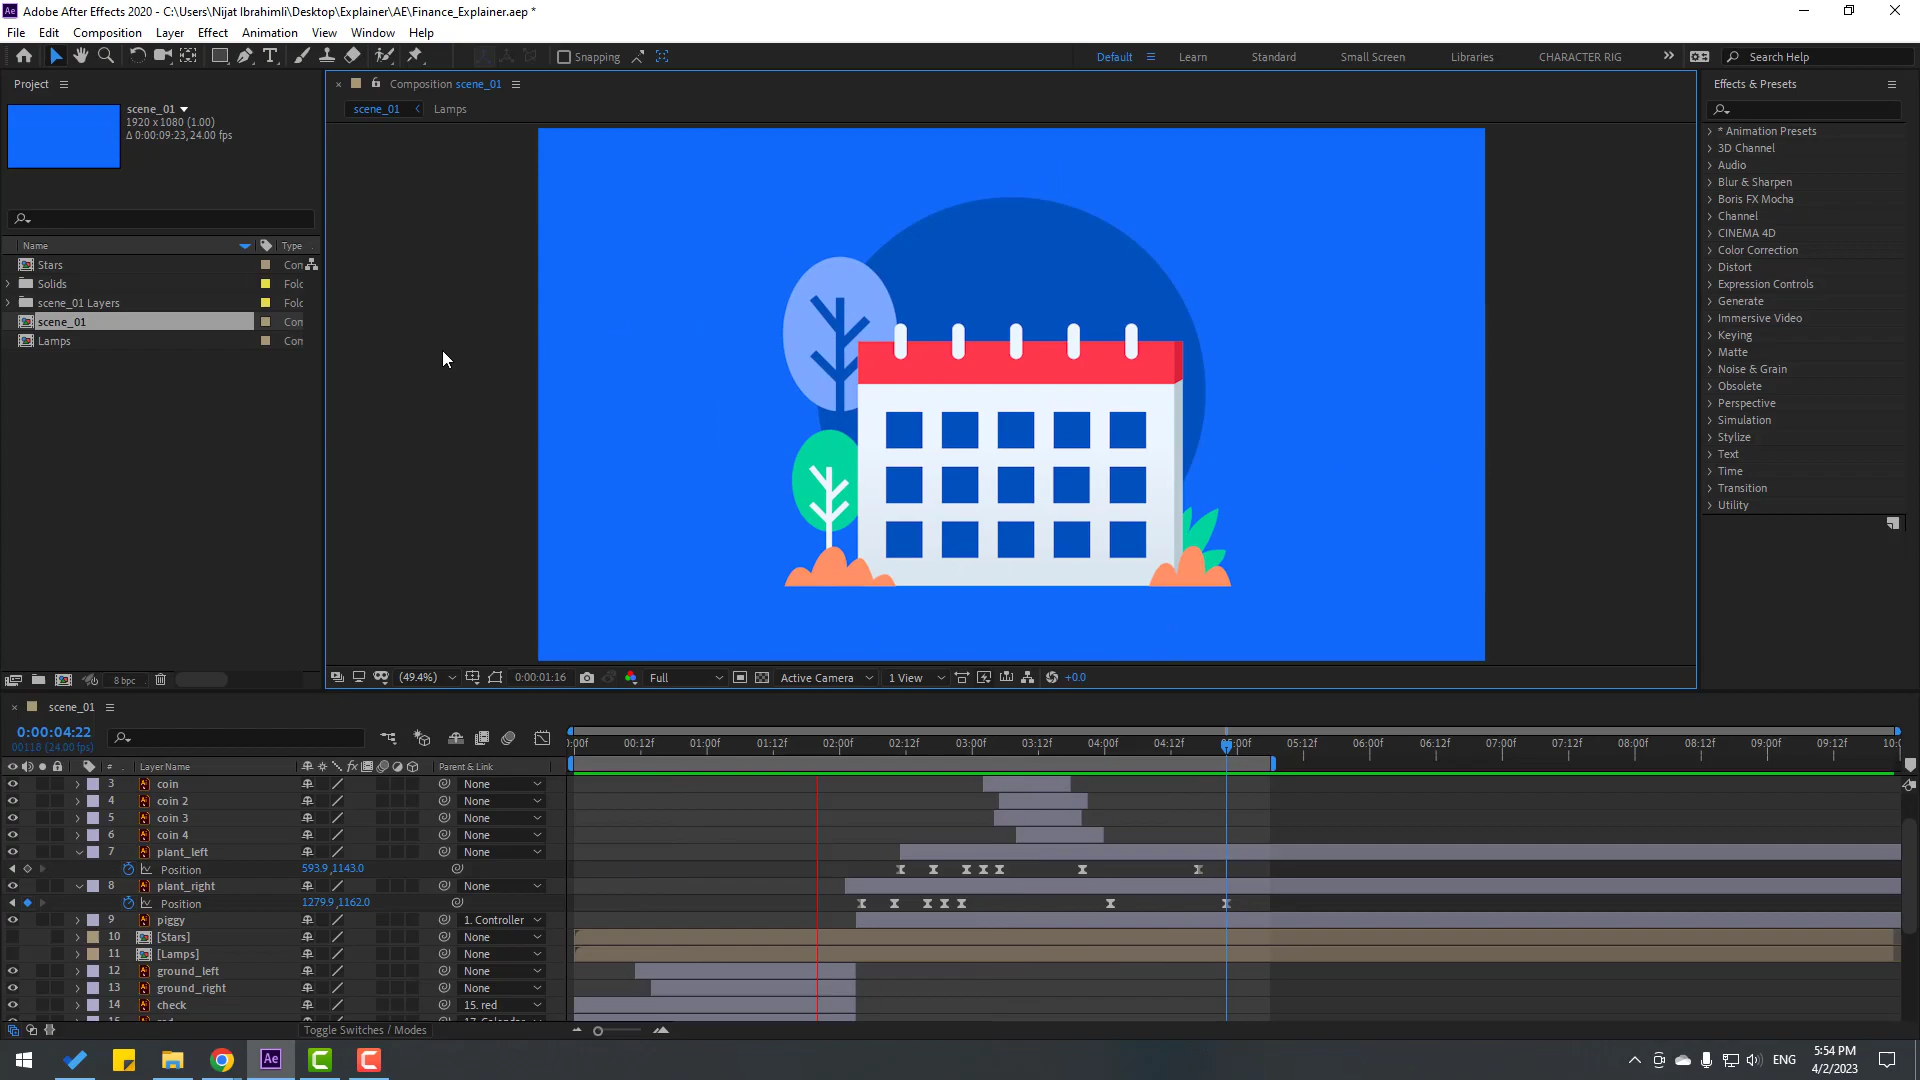 Adobe After Effects 2020 - C:\Users\Nijat Ibrahimli\Desktop\Explainer\AE\Finance_Explainer.aep *
File Edit Composition Layer Effect Animation View Window Help
Snapping
Default Learn Standard Small Screen Libraries CHARACTER RIG Search Help
Project
Composition scene_01
Effects & Presets
scene_01
1920 x 1080 (1.00)
Δ 0:00:09:23, 24.00 fps
scene_01 Lamps
Name Type
Stars Con
Solids Fold
scene_01 Layers Fold
scene_01 Con
Lamps Con
* Animation Presets
3D Channel
Audio
Blur & Sharpen
Boris FX Mocha
Channel
CINEMA 4D
Color Correction
Distort
Expression Controls
Generate
Immersive Video
Keying
Matte
Noise & Grain
Obsolete
Perspective
Simulation
Stylize
Text
Time
Transition
Utility
8 bpc
(49.4%) 0:00:01:16 Full Active Camera 1 View +0.0
scene_01
0:00:04:22
00118 (24.00 fps)
:00f 00:12f 01:00f 01:12f 02:00f 02:12f 03:00f 03:12f 04:00f 04:12f 05:00f 05:12f 06:00f 06:12f 07:00f 07:12f 08:00f 08:12f 09:00f 09:12f 10:0
# Layer Name fx Parent & Link
3 coin None
4 coin 2 None
5 coin 3 None
6 coin 4 None
7 plant_left None
Position 593.9,1143.0
8 plant_right None
Position 1279.9,1162.0
9 piggy 1. Controller
10 [Stars] None
11 [Lamps] None
12 ground_left None
13 ground_right None
14 check 15. red
Toggle Switches / Modes
Ae
ENG
5:54 PM
4/2/2023